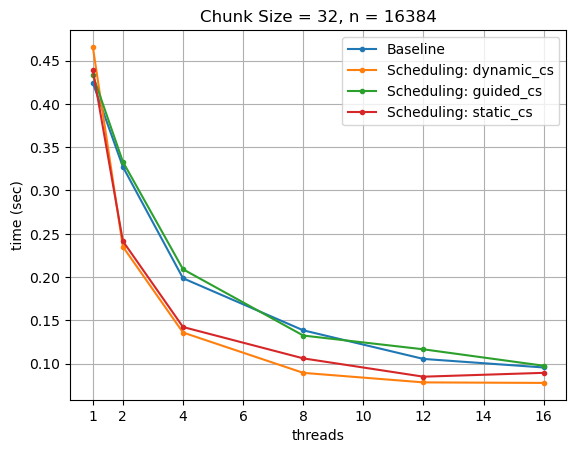 Chunk Size = 32, n = 16384
Baseline
Scheduling: dynamic_cs
Scheduling: guided_cs
Scheduling: static_cs
time (sec)
0.45
0.40
0.35
0.30
0.25
0.20
0.15
0.10
1 2 4 6 8 10 12 14 16
threads